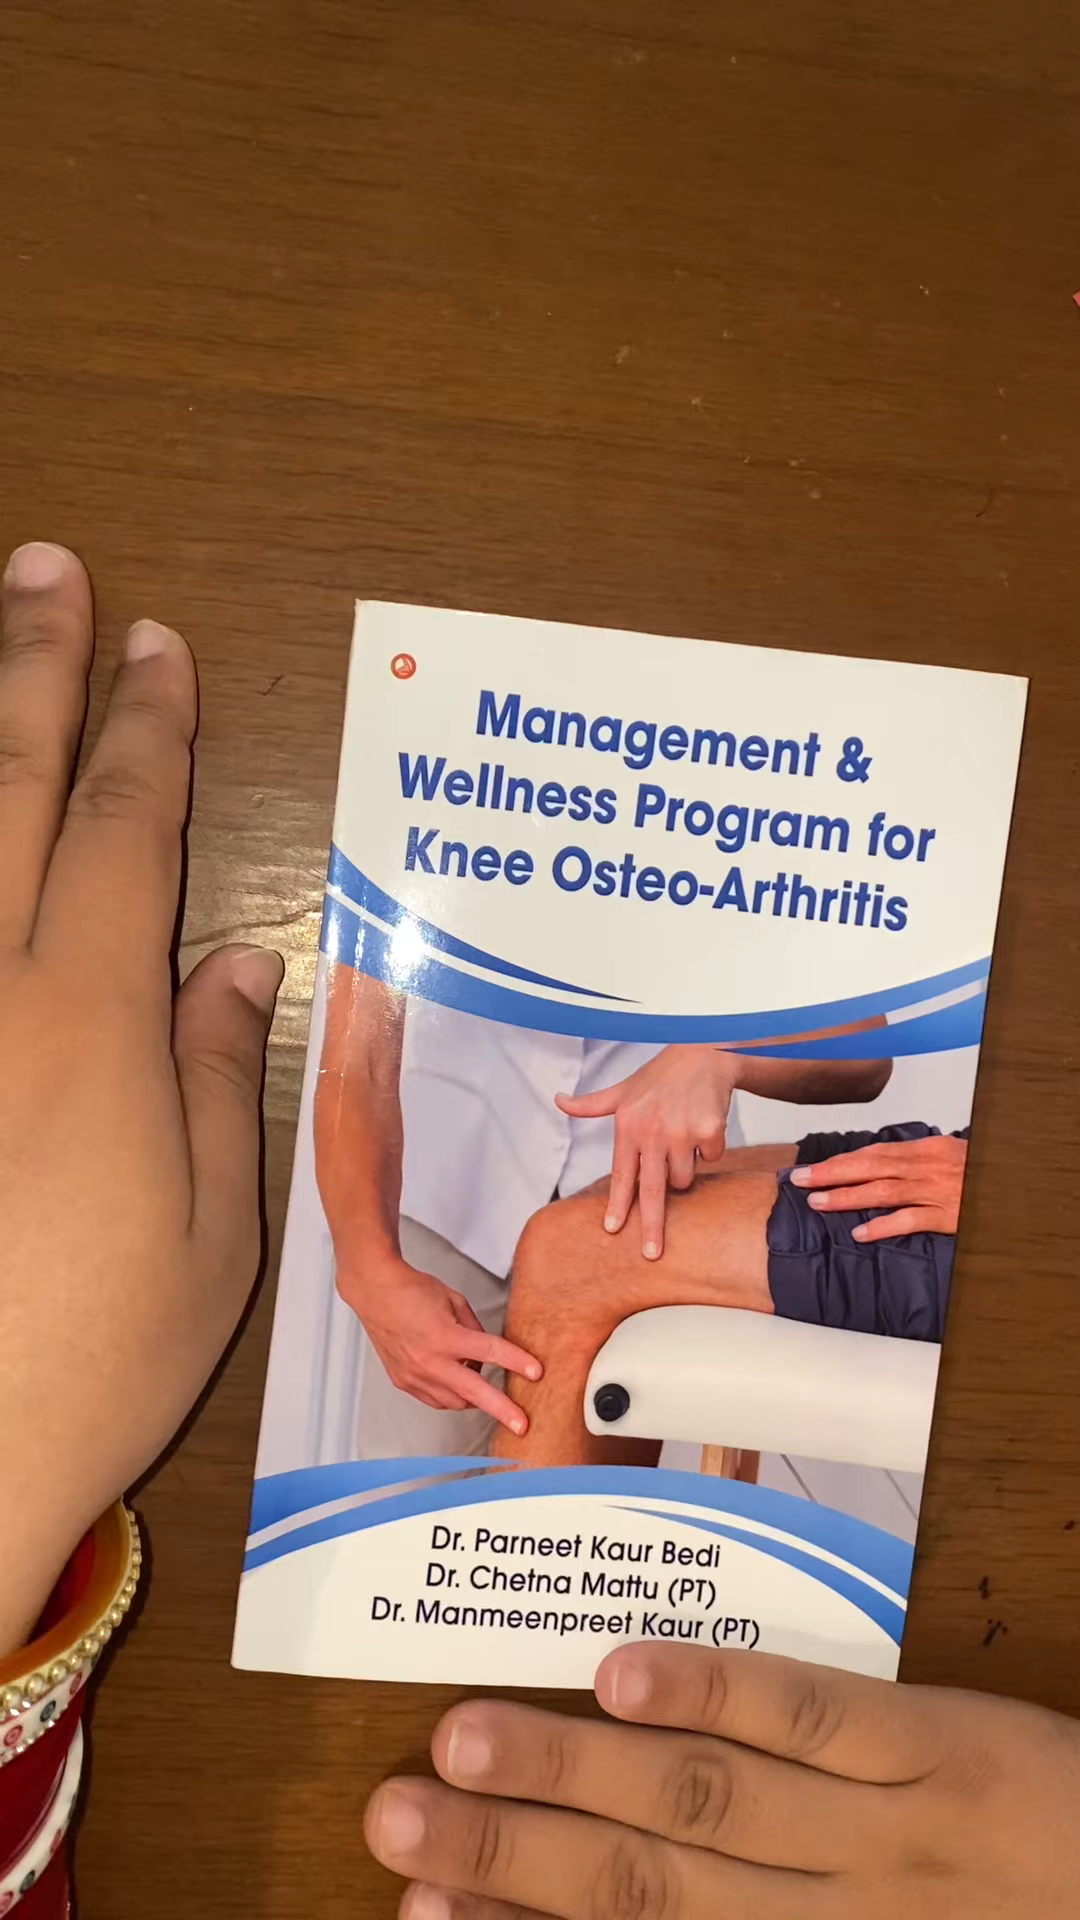 Management &
Wellness Program for
Knee Osteo-Arthritis
Dr. Parneet Kaur Bedi
Dr. Chetna Mattu (PT)
Dr. Manmeenpreet Kaur (PT)